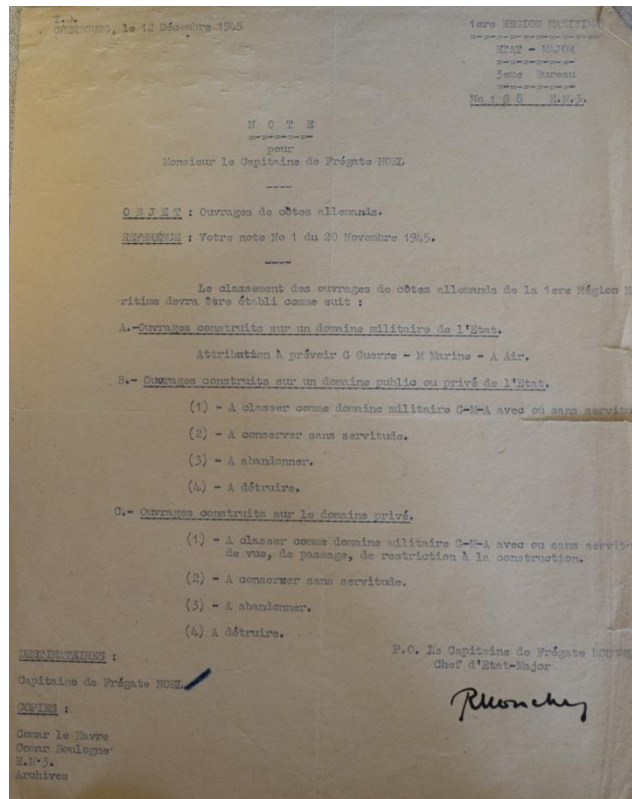 CHERBOURG, le 12 Décembre 1945
1ere REGION MARITIME
ETAT - MAJOR
3eme Bureau
No 188 E.M.3.
N O T E
pour
Monsieur le Capitaine de Frégate NOEL
O B J E T : Ouvrages de côtes allemands.
REFERENCE : Votre note No 1 du 20 Novembre 1945.
Le classement des ouvrages de côtes allemands de la 1ere Région M
ritime devra être établi comme suit :
A.-Ouvrages construits sur un domaine militaire de l'Etat.
Attribution à prévoir G Guerre - M Marine - A Air.
B.- Ouvrages construits sur un domaine public ou privé de l'Etat.
(1) - A classer comme domaine militaire G-M-A avec ou sans servitu
(2) - A conserver sans servitude.
(3) - A abandonner.
(4) - A détruire.
C.- Ouvrages construits sur le domaine privé.
(1) - A classer comme domaine militaire G-M-A avec ou sans servitu
de vue, de passage, de restriction à la construction.
(2) - A conserver sans servitude.
(3) - A abandonner.
(4) A détruire.
P.O. Le Capitaine de Frégate
Chef d'Etat-Major
DESTINATAIRES :
Capitaine de Frégate NOEL
COPIES :
Comar le Havre
Comar Boulogne
E.M.3.
Archives